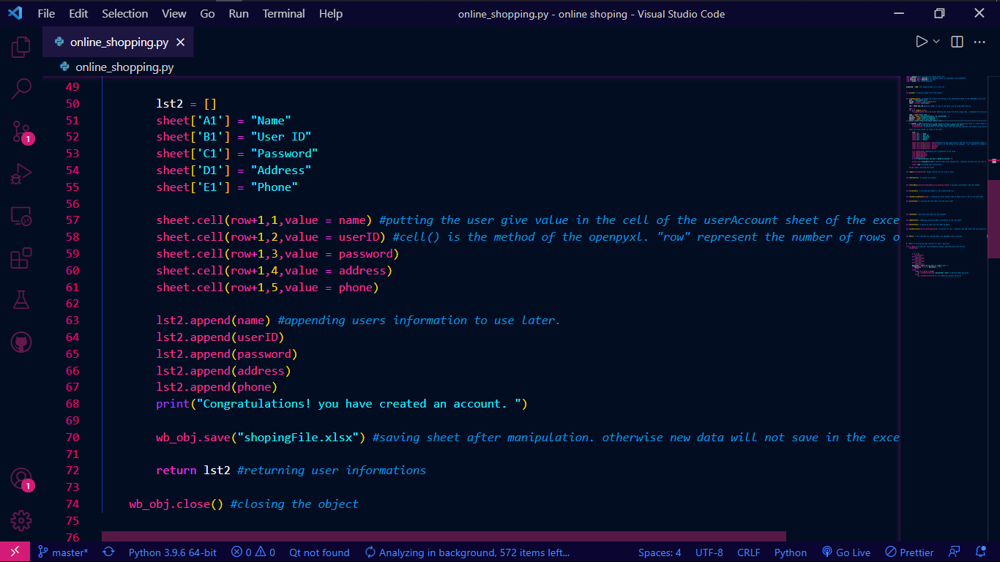 File Edit Selection View Go Run Terminal Help online_shopping.py - online shoping - Visual Studio Code
online_shopping.py
online_shopping.py
49
50 lst2 = []
51 sheet['A1'] = "Name"
52 sheet['B1'] = "User ID"
53 sheet['C1'] = "Password"
54 sheet['D1'] = "Address"
55 sheet['E1'] = "Phone"
56
57 sheet.cell(row+1,1,value = name) #putting the user give value in the cell of the userAccount sheet of the exce
58 sheet.cell(row+1,2,value = userID) #cell() is the method of the openpyxl. "row" represent the number of rows o
59 sheet.cell(row+1,3,value = password)
60 sheet.cell(row+1,4,value = address)
61 sheet.cell(row+1,5,value = phone)
62
63 lst2.append(name) #appending users information to use later.
64 lst2.append(userID)
65 lst2.append(password)
66 lst2.append(address)
67 lst2.append(phone)
68 print("Congratulations! you have created an account. ")
69
70 wb_obj.save("shopingFile.xlsx") #saving sheet after manipulation. otherwise new data will not save in the exce
71
72 return lst2 #returning user informations
73
74 wb_obj.close() #closing the object
75
76
1
1
master* Python 3.9.6 64-bit 0 0 Qt not found Analyzing in background, 572 items left... Spaces: 4 UTF-8 CRLF Python Go Live Prettier